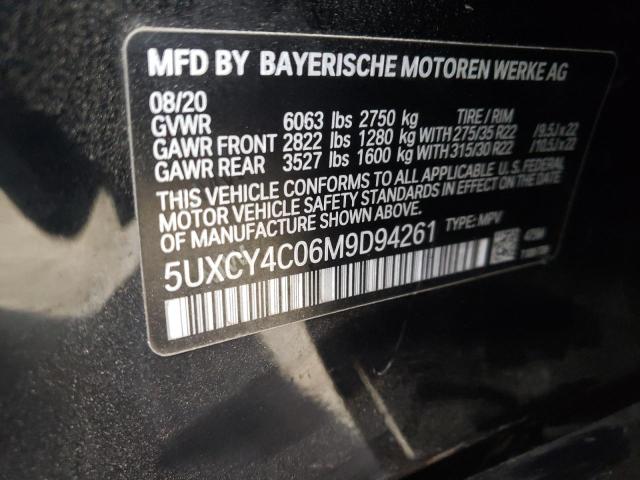 MFD BY BAYERISCHE MOTOREN WERKE AG
08/20 TIRE / RIM
GVWR 6063 lbs 2750 kg
GAWR FRONT 2822 lbs 1280 kg WITH 275/35 R22 /9.5J x 22
GAWR REAR 3527 lbs 1600 kg WITH 315/30 R22 /10.5J x 22
THIS VEHICLE CONFORMS TO ALL APPLICABLE U.S. FEDERAL
MOTOR VEHICLE SAFETY STANDARDS IN EFFECT ON THE DATE
OF MANUFACTURE SHOWN ABOVE.
5UXCY4C06M9D94261 TYPE: MPV